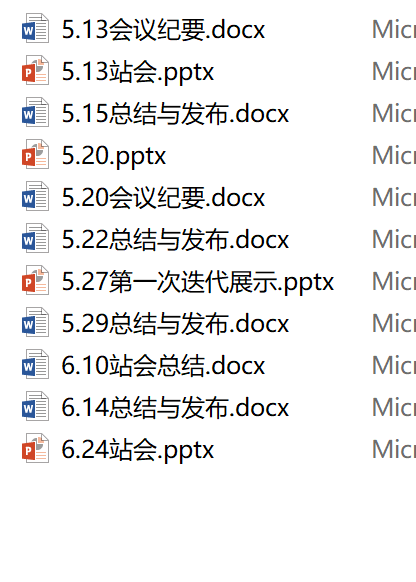 5.13会议纪要.docx Micr
5.13站会.pptx Micr
5.15总结与发布.docx Micr
5.20.pptx Micr
5.20会议纪要.docx Micr
5.22总结与发布.docx Micr
5.27第一次迭代展示.pptx Micr
5.29总结与发布.docx Micr
6.10站会总结.docx Micr
6.14总结与发布.docx Micr
6.24站会.pptx Micr